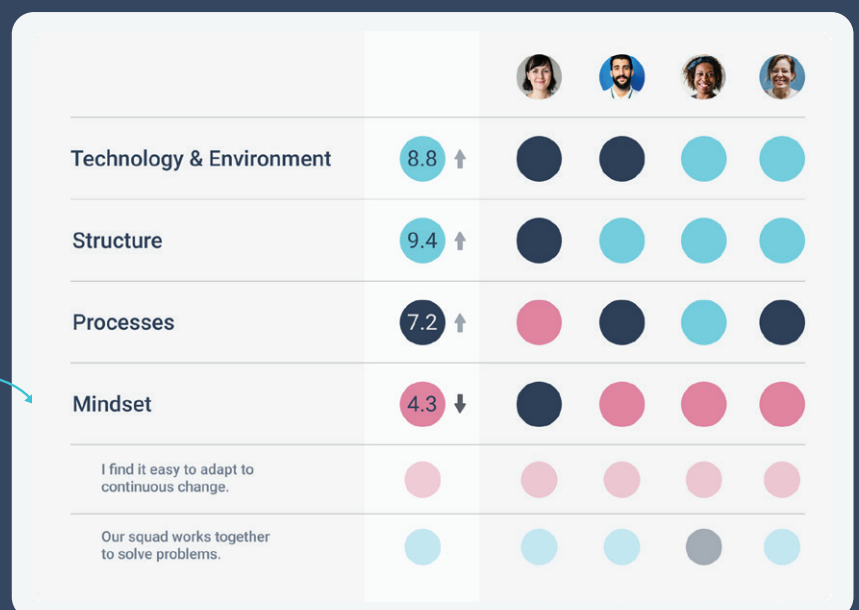 Technology & Environment 8.8
Structure 9.4
Processes 7.2
Mindset 4.3
I find it easy to adapt to
continuous change.
Our squad works together
to solve problems.